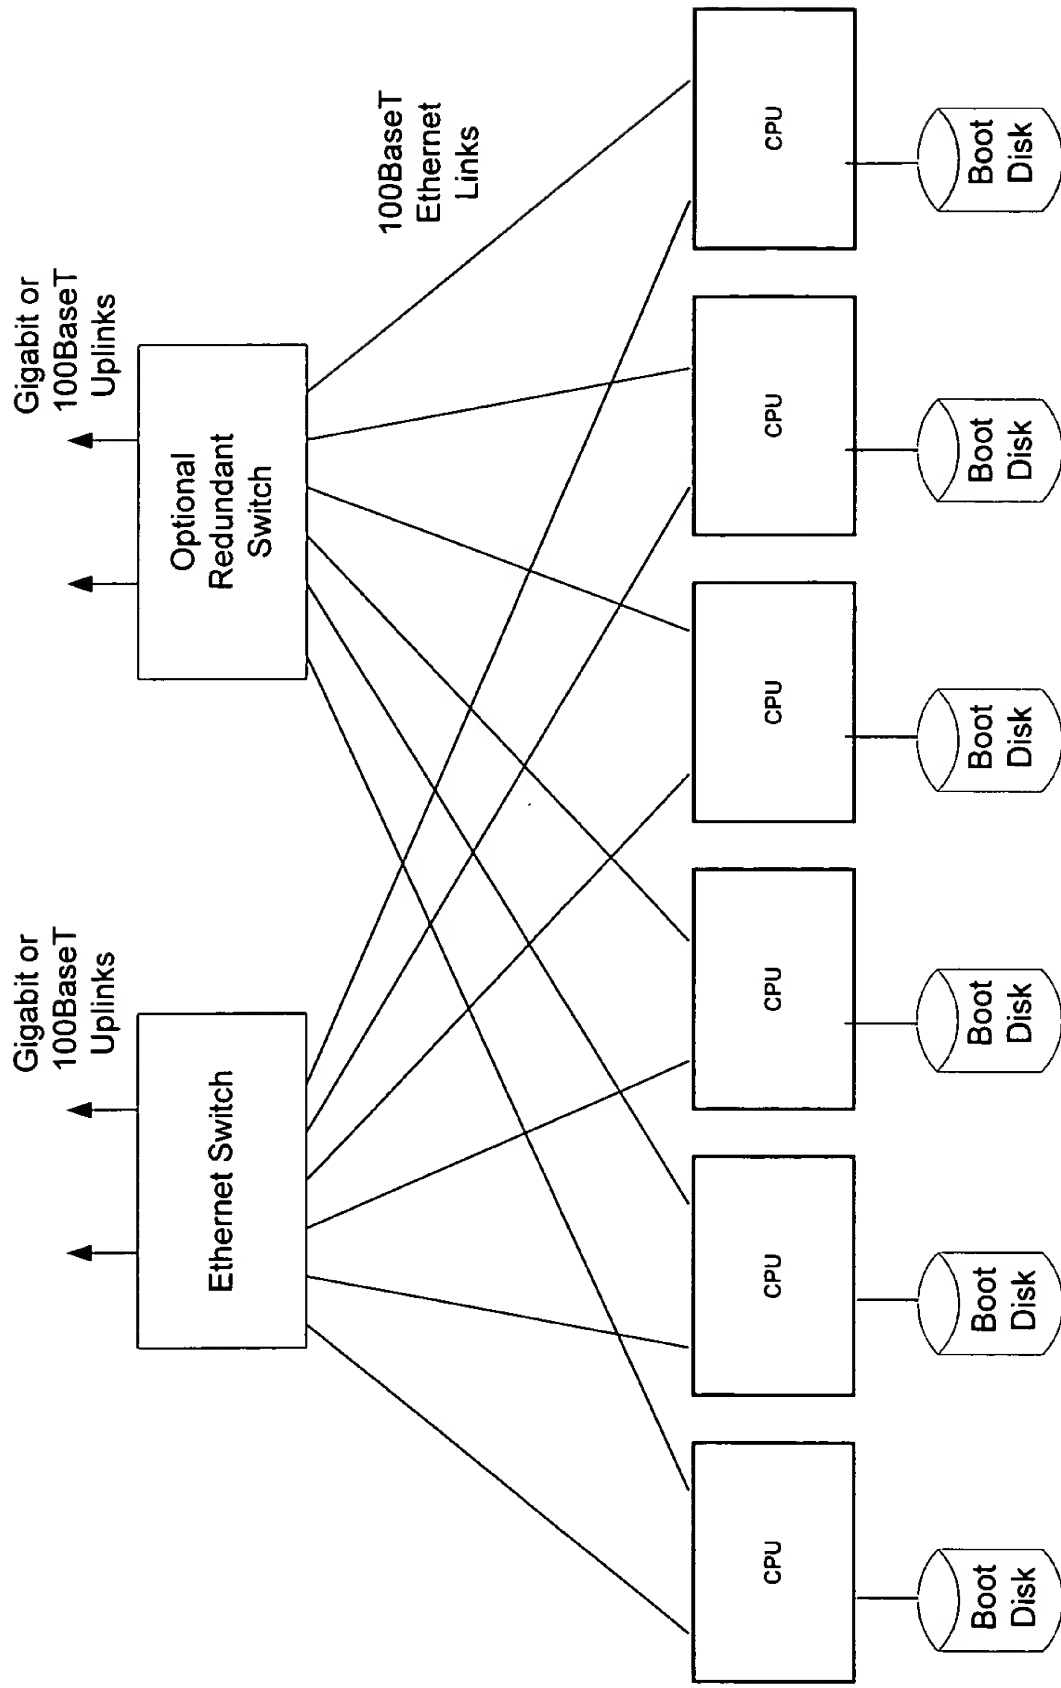 Gigabit or
100BaseT
Uplinks
Gigabit or
100BaseT
Uplinks
Ethernet Switch
Optional
Redundant
Switch
100BaseT
Ethernet
Links
CPU
CPU
CPU
CPU
CPU
CPU
Boot
Disk
Boot
Disk
Boot
Disk
Boot
Disk
Boot
Disk
Boot
Disk